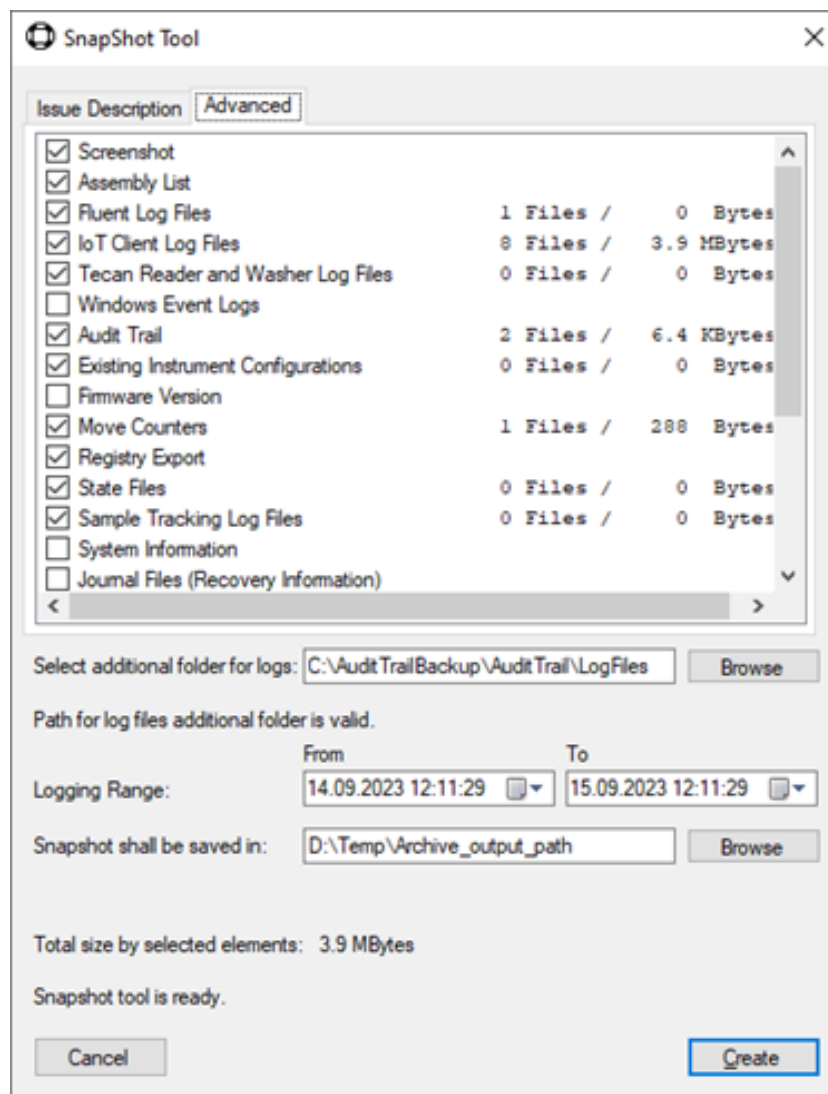 SnapShot Tool
Issue Description Advanced
Screenshot
Assembly List
Fluent Log Files 1 Files / 0 Bytes
IoT Client Log Files 8 Files / 3.9 MBytes
Tecan Reader and Washer Log Files 0 Files / 0 Bytes
Windows Event Logs
Audit Trail 2 Files / 6.4 KBytes
Existing Instrument Configurations 0 Files / 0 Bytes
Firmware Version
Move Counters 1 Files / 288 Bytes
Registry Export
State Files 0 Files / 0 Bytes
Sample Tracking Log Files 0 Files / 0 Bytes
System Information
Journal Files (Recovery Information)
Select additional folder for logs: C:\AuditTrailBackup\AuditTrail\LogFiles Browse
Path for log files additional folder is valid.
From To
Logging Range: 14.09.2023 12:11:29 15.09.2023 12:11:29
Snapshot shall be saved in: D:\Temp\Archive_output_path Browse
Total size by selected elements: 3.9 MBytes
Snapshot tool is ready.
Cancel Create